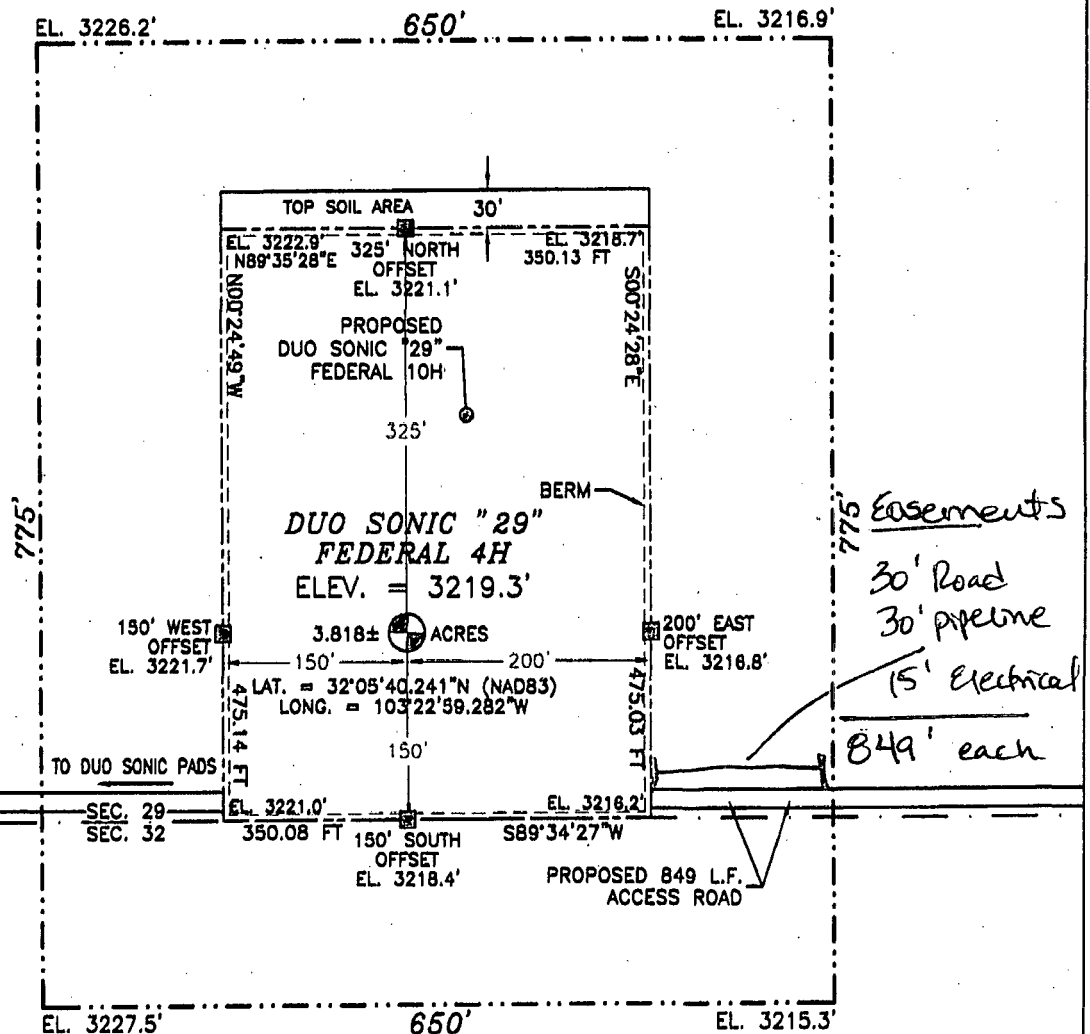 EL. 3226.2'
650'
EL. 3216.9'
TOP SOIL AREA
30'
EL. 3222.9'
N89°35'28"E
325' NORTH
OFFSET
EL. 3221.1'
EL. 3218.7'
350.13 FT
N00°24'49"W
S00°24'28"E
PROPOSED
DUO SONIC "29"
FEDERAL 10H
325'
BERM
775'
775'
DUO SONIC "29"
FEDERAL 4H
ELEV. = 3219.3'
Easements
30' Road
30' pipeline
15' Electrical
849' each
150' WEST
OFFSET
EL. 3221.7'
3.818± ACRES
200' EAST
OFFSET
EL. 3216.8'
150'
200'
LAT. = 32°05'40.241"N (NAD83)
LONG. = 103°22'59.282"W
475.14 FT
475.03 FT
150'
TO DUO SONIC PADS
SEC. 29
SEC. 32
EL. 3221.0'
EL. 3216.2'
350.08 FT
S89°34'27"W
150' SOUTH
OFFSET
EL. 3218.4'
PROPOSED 849 L.F.
ACCESS ROAD
EL. 3227.5'
650'
EL. 3215.3'